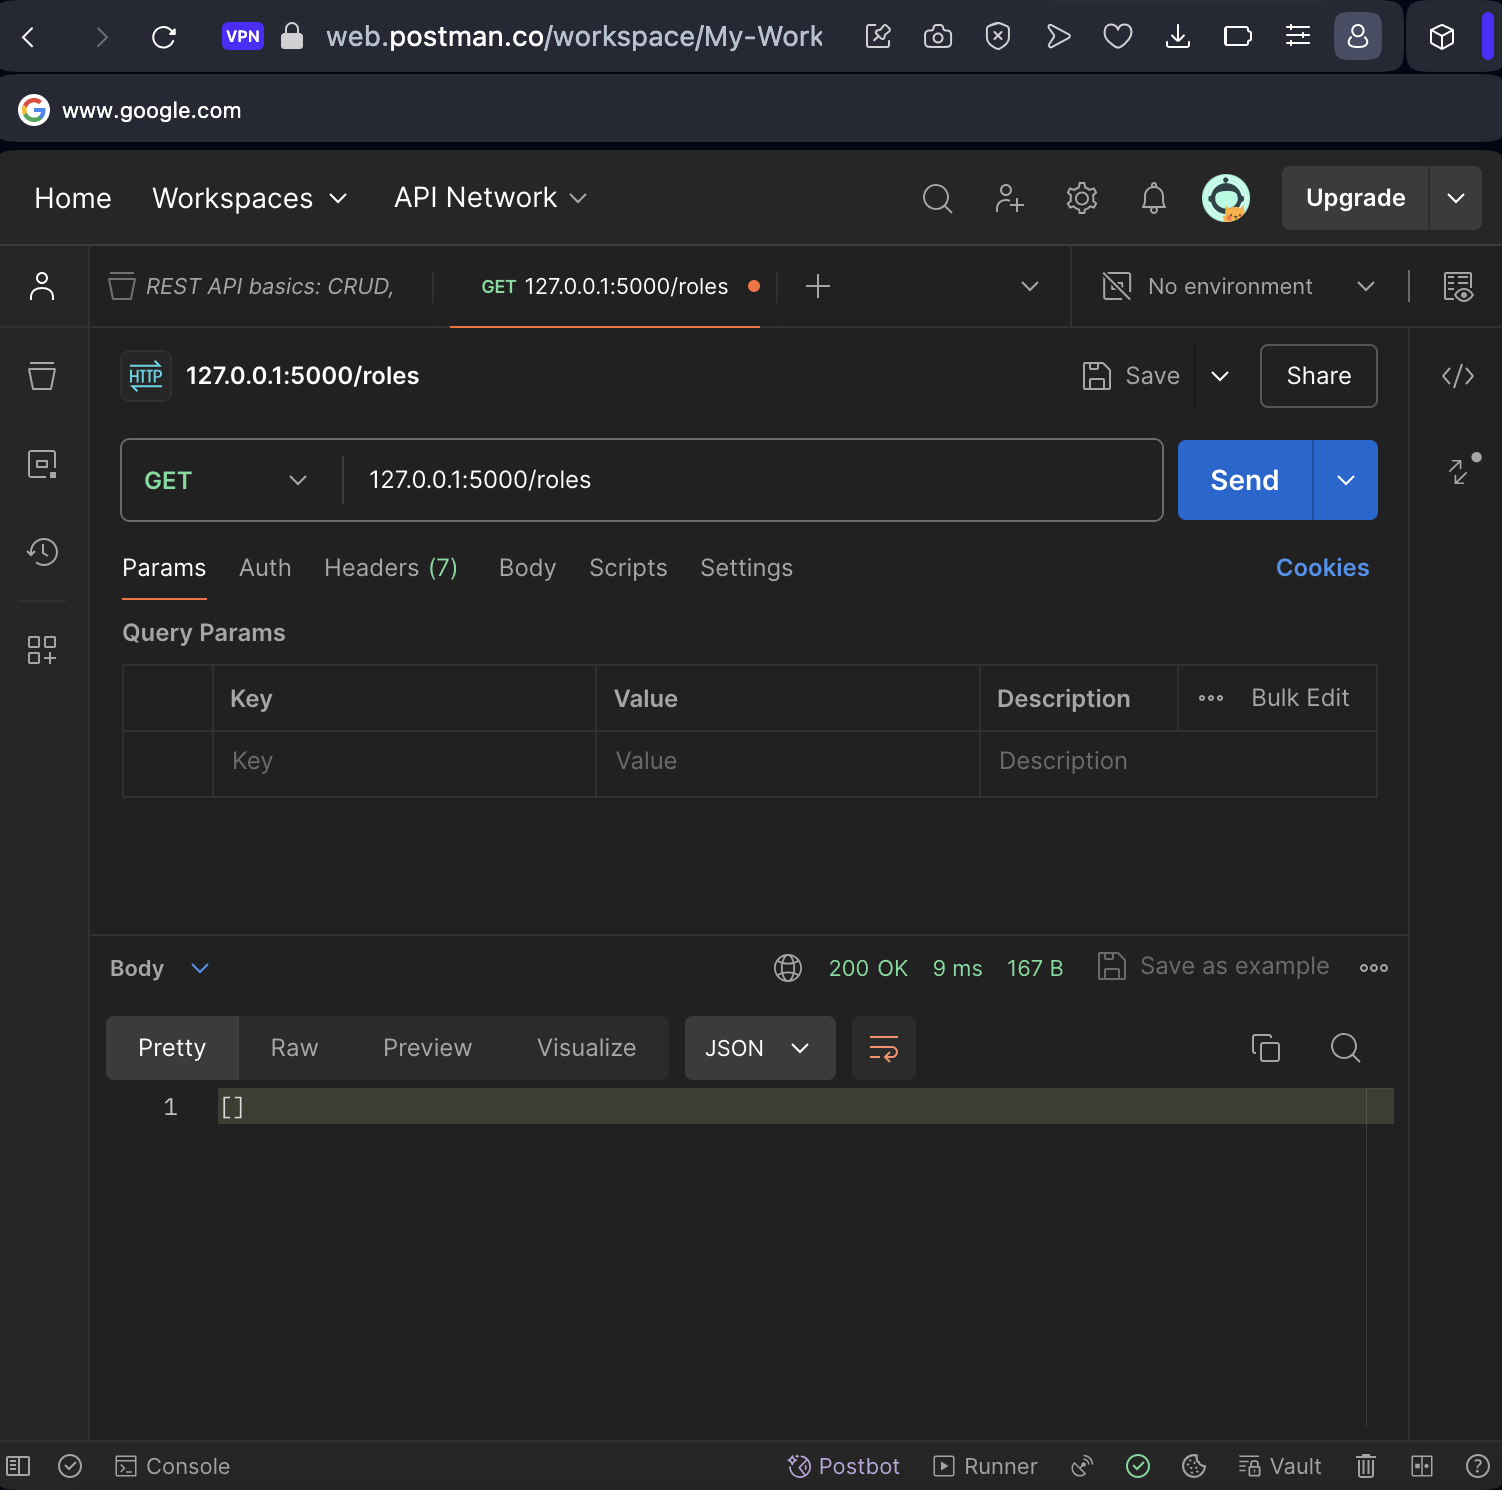 VPN web.postman.co/workspace/My-Work
www.google.com
Home Workspaces API Network Upgrade
REST API basics: CRUD, GET 127.0.0.1:5000/roles No environment
HTTP 127.0.0.1:5000/roles Save Share
GET 127.0.0.1:5000/roles Send
Params Auth Headers (7) Body Scripts Settings Cookies
Query Params
Key Value Description Bulk Edit
Key Value Description
Body 200 OK 9 ms 167 B Save as example
Pretty Raw Preview Visualize JSON
1 []
Console Postbot Runner Vault